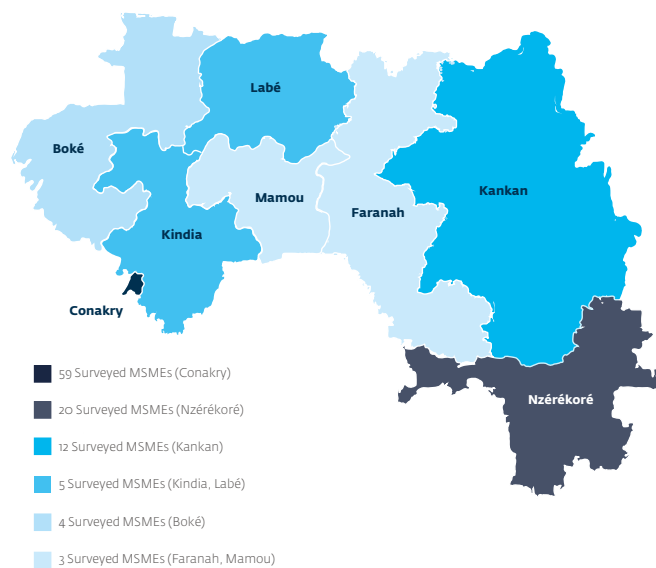 Labé
Boké
Kankan
Mamou
Faranah
Kindia
Conakry
Nzérékoré
59 Surveyed MSMEs (Conakry)
20 Surveyed MSMEs (Nzérékoré)
12 Surveyed MSMEs (Kankan)
5 Surveyed MSMEs (Kindia, Labé)
4 Surveyed MSMEs (Boké)
3 Surveyed MSMEs (Faranah, Mamou)